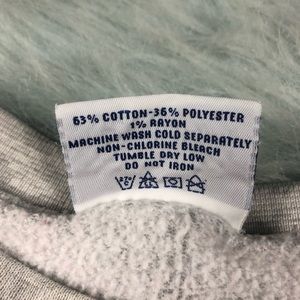 63% COTTON-36% POLYESTER
1% RAYON
MACHINE WASH COLD SEPARATELY
NON-CHLORINE BLEACH
TUMBLE DRY LOW
DO NOT IRON